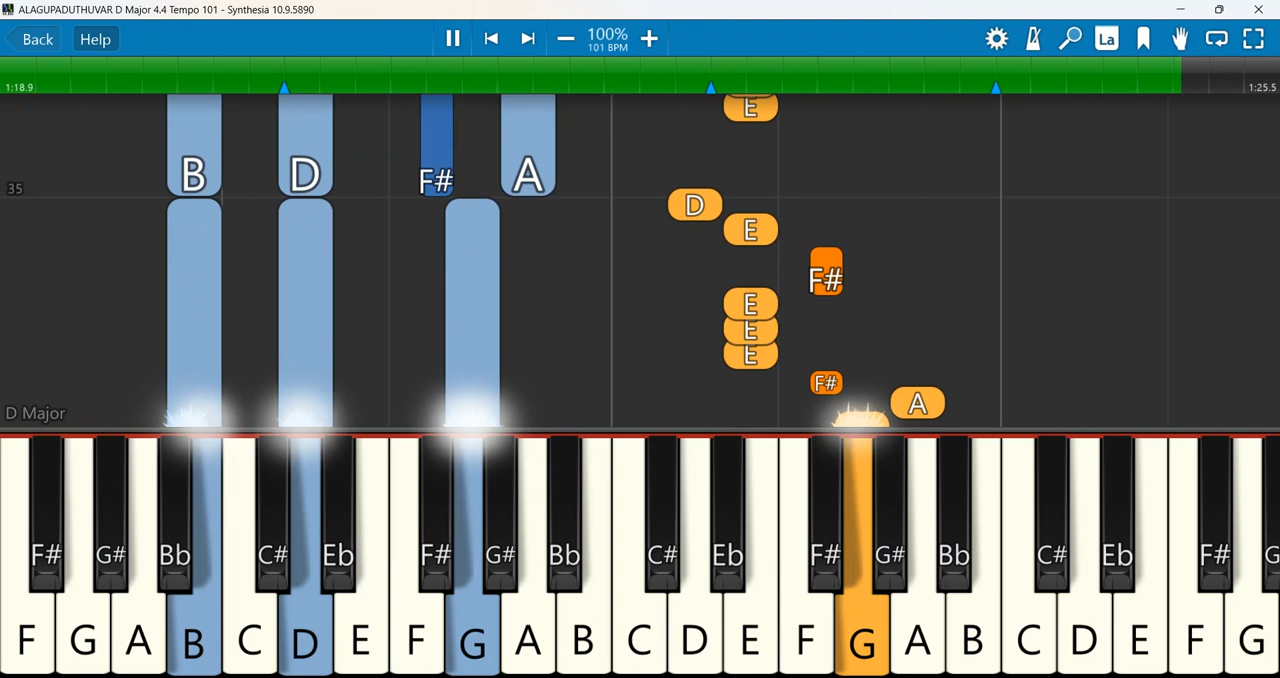 ALAGUPADUTHUVAR D Major 4.4 Tempo 101 - Synthesia 10.9.5890
Back Help 100% La
101 BPM
1:18.9 1:25.5
E
B D F# A
35
D
E
F#
E
E
E
F#
A
D Major
F# G# Bb C# Eb F# G# Bb C# Eb F# G# Bb C# Eb F# G
F G A B C D E F G A B C D E F G A B C D E F G